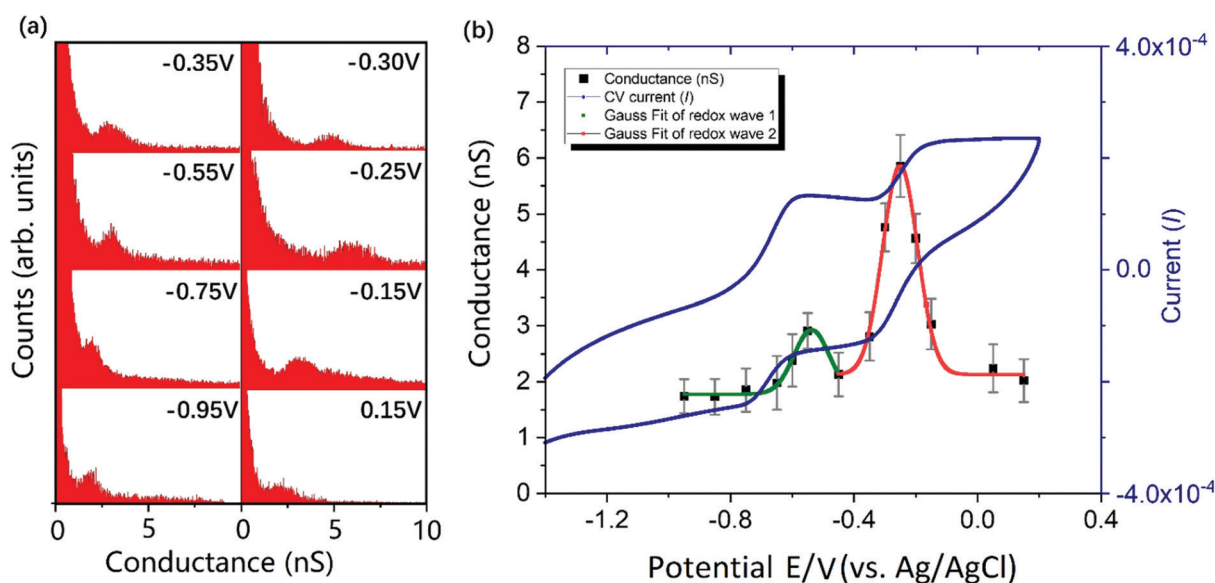 (a)
-0.35V
-0.30V
-0.55V
-0.25V
-0.75V
-0.15V
-0.95V
0.15V
Counts (arb. units)
0
5
0
5
10
Conductance (nS)
(b)
8
7
6
5
4
3
2
1
0
Conductance (nS)
Conductance (nS)
CV current (I)
Gauss Fit of redox wave 1
Gauss Fit of redox wave 2
4.0x10⁻⁴
0.0
-4.0x10⁻⁴
Current (I)
-1.2
-0.8
-0.4
0.0
0.4
Potential E/V(vs. Ag/AgCl)